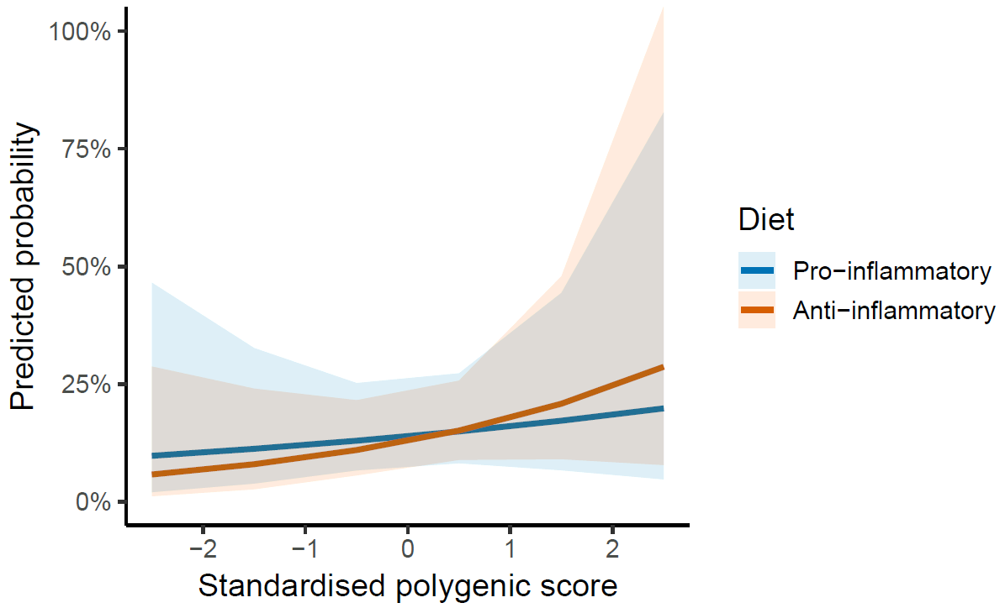 Predicted probability
100%
75%
50%
25%
0%
−2
−1
0
1
2
Standardised polygenic score
Diet
Pro−inflammatory
Anti−inflammatory